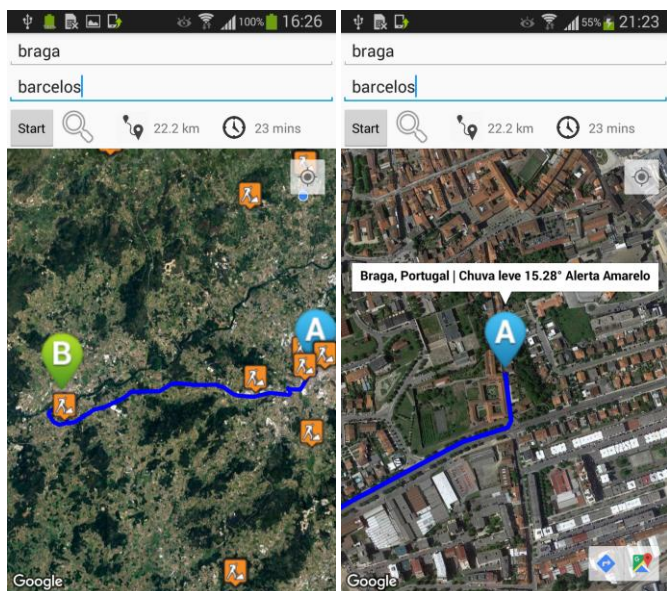 100% 16:26
braga
barcelos
Start 22.2 km 23 mins
A
B
Google
55% 21:23
braga
barcelos
Start 22.2 km 23 mins
Braga, Portugal | Chuva leve 15.28° Alerta Amarelo
A
Google